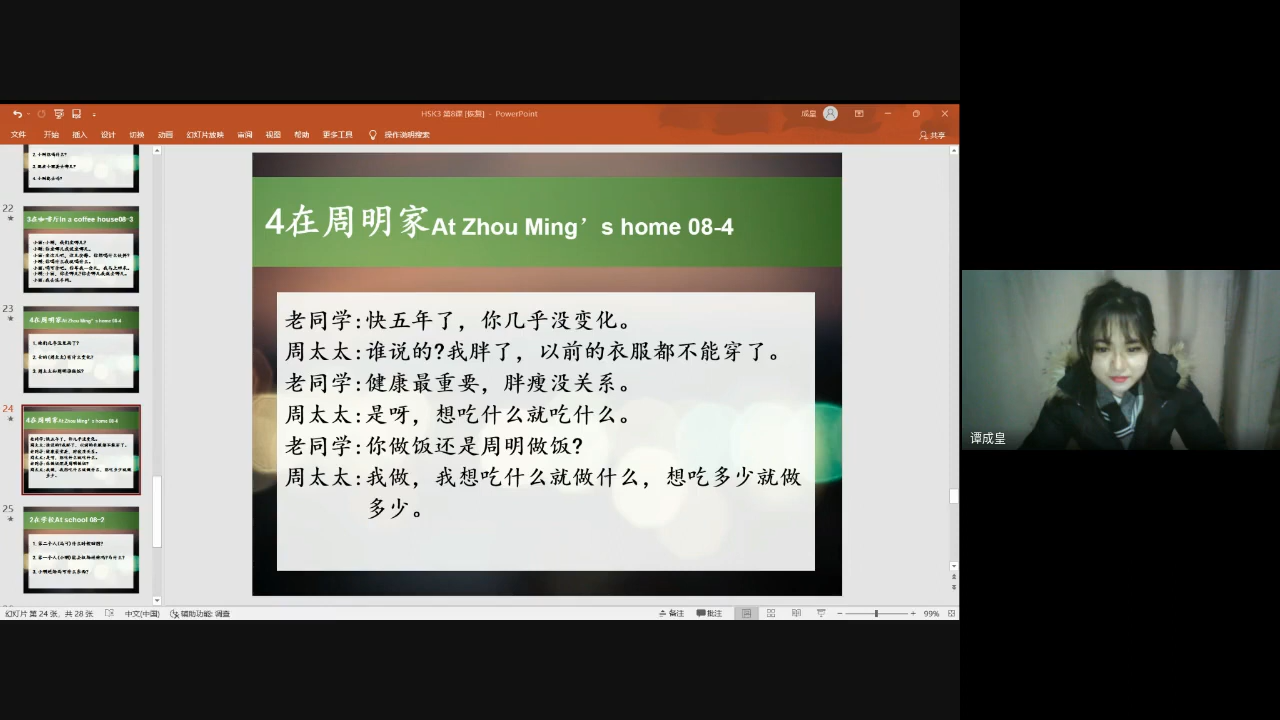 HSK3 第8课 [恢复] - PowerPoint
成皇
文件 开始 插入 设计 切换 动画 幻灯片放映 审阅 视图 帮助 更多工具 操作说明搜索
共享
4在周明家At Zhou Ming’s home 08-4
老同学:快五年了，你几乎没变化。
周太太:谁说的?我胖了，以前的衣服都不能穿了。
老同学:健康最重要，胖瘦没关系。
周太太:是呀，想吃什么就吃什么。
老同学:你做饭还是周明做饭?
周太太:我做，我想吃什么就做什么，想吃多少就做
多少。
22
3在咖啡厅In a coffee house08-3
23
4在周明家At Zhou Ming’s home 08-4
24
4在周明家At Zhou Ming’s home 08-4
25
2在学校At school 08-2
幻灯片 第 24 张，共 28 张 中文(中国) 辅助功能: 调查 备注 批注 99%
谭成皇